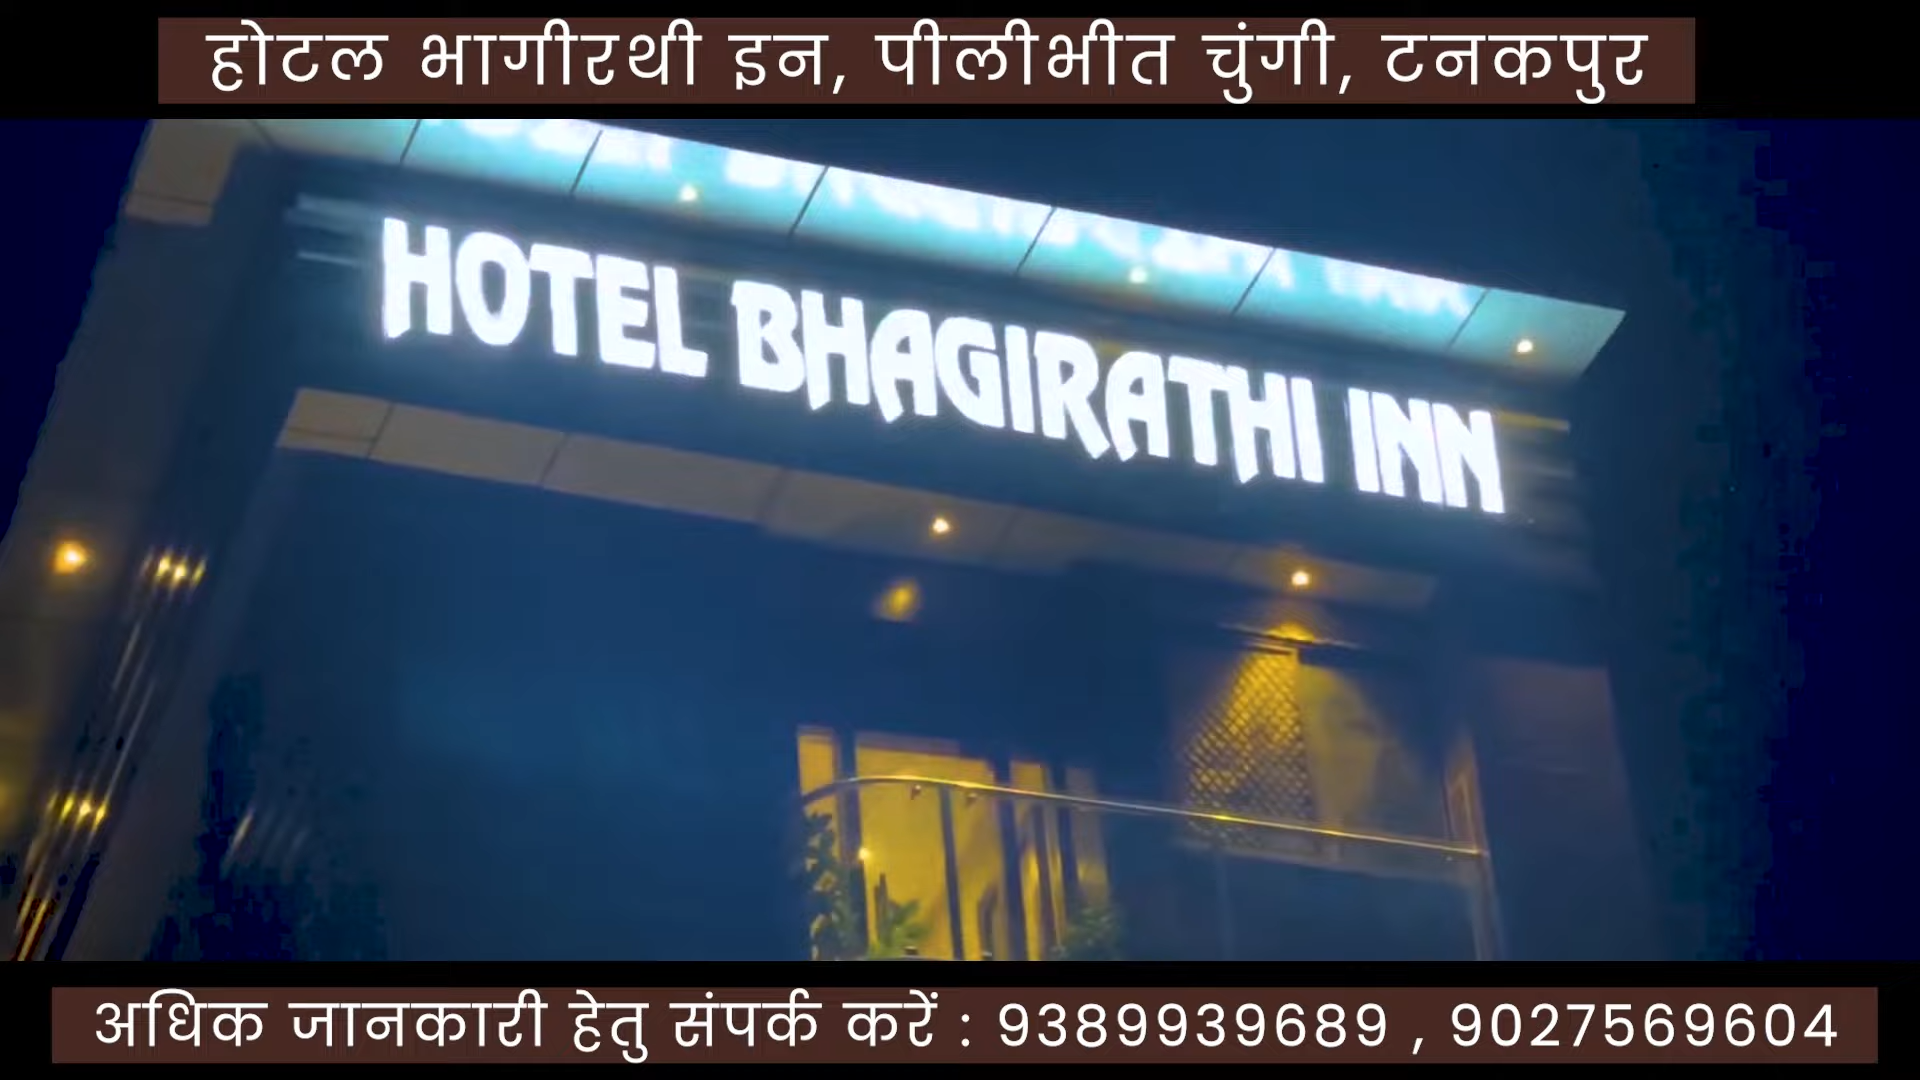 होटल भागीरथी इन, पीलीभीत चुंगी, टनकपुर
HOTEL BHAGIRATHI INN
अधिक जानकारी हेतु संपर्क करें : 9389939689 , 9027569604